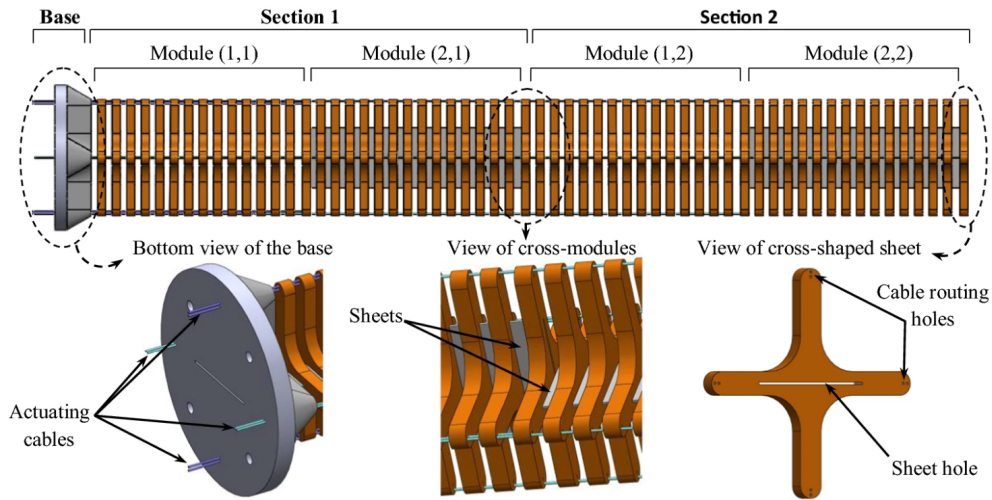 Base
Section 1
Section 2
Module (1,1)
Module (2,1)
Module (1,2)
Module (2,2)
Bottom view of the base
View of cross-modules
View of cross-shaped sheet
Sheets
Cable routing
holes
Actuating
cables
Sheet hole